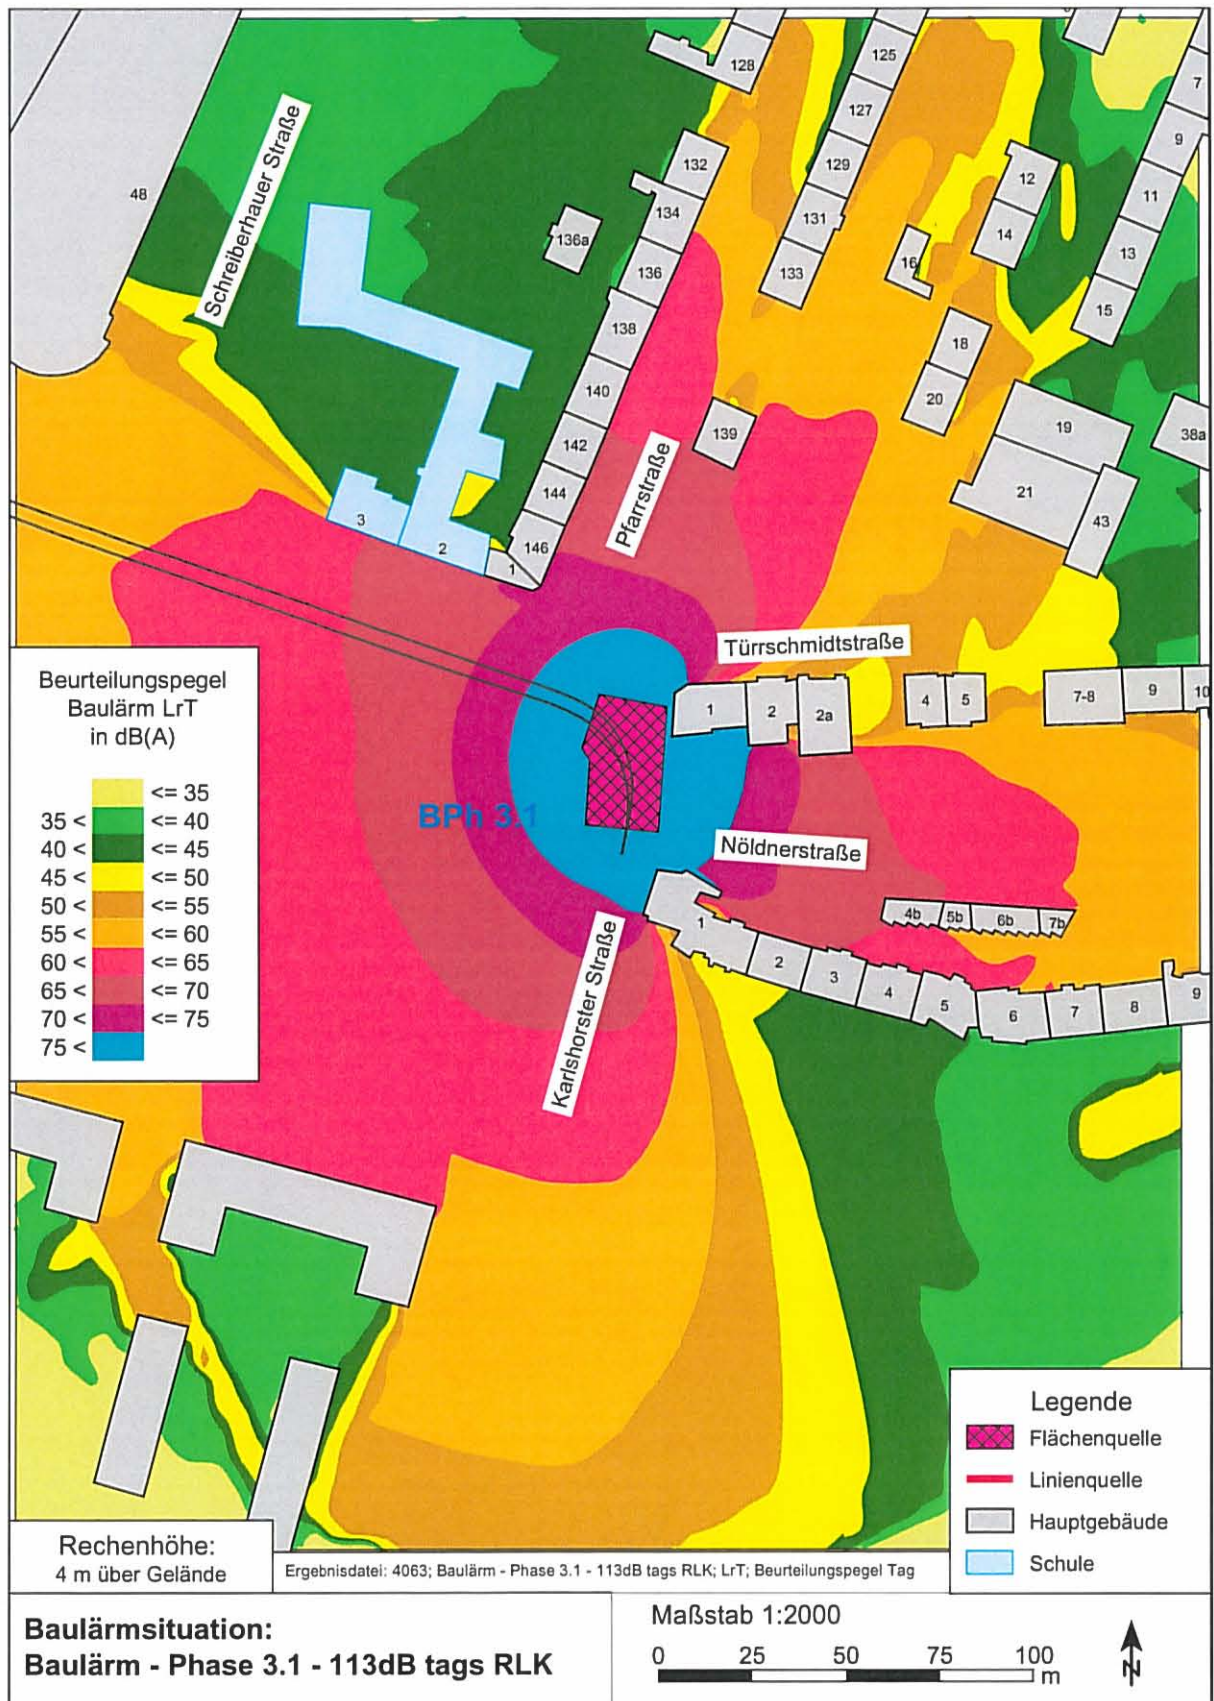 128
125
7
127
9
132
129
12
11
48
Schreiberhauer Straße
134
131
14
136a
13
136
133
16
15
138
18
140
20
139
19
38a
142
Pfarrstraße
144
21
43
3
2
146
1
Türrschmidtstraße
Beurteilungspegel
Baulärm LrT
in dB(A)
<= 35
35 < <= 40
40 < <= 45
45 < <= 50
50 < <= 55
55 < <= 60
60 < <= 65
65 < <= 70
70 < <= 75
75 <
1
2
2a
4
5
7-8
9
10
BPh 3.1
Nöldnerstraße
4b
5b
6b
7b
1
2
3
4
5
6
7
8
9
Karlshorster Straße
Legende
Flächenquelle
Linienquelle
Hauptgebäude
Schule
Rechenhöhe:
4 m über Gelände
Ergebnisdatei: 4063; Baulärm - Phase 3.1 - 113dB tags RLK; LrT; Beurteilungspegel Tag
Baulärmsituation:
Baulärm - Phase 3.1 - 113dB tags RLK
Maßstab 1:2000
0 25 50 75 100
m
N